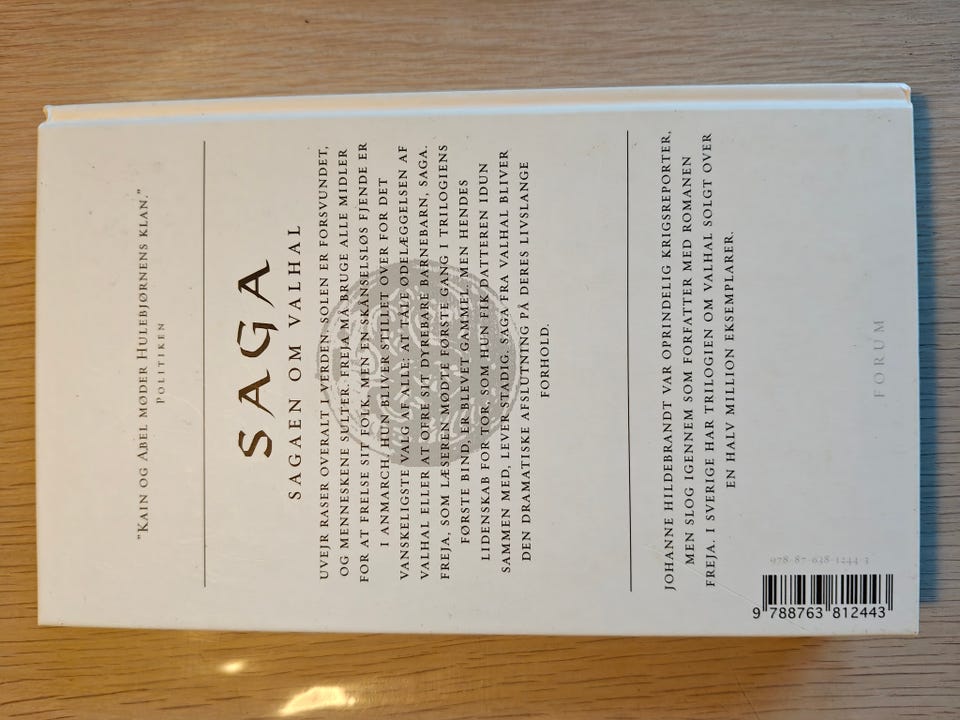 "KAIN OG ABEL MØDER HULEBJØRNENS KLAN."
POLITIKEN
SAGA
SAGAEN OM VALHAL
UVEJR RASER OVERALT I VERDEN. SOLEN ER FORSVUNDET,
OG MENNESKENE SULTER. FREJA MÅ BRUGE ALLE MIDLER
FOR AT FRELSE SIT FOLK, MEN EN SKÅNSELSLØS FJENDE ER
I ANMARCH. HUN BLIVER STILLET OVER FOR DET
VANSKELIGSTE VALG AF ALLE: AT TÅLE ØDELÆGGELSEN AF
VALHAL ELLER AT OFRE SIT DYREBARE BARNEBARN, SAGA.
FREJA, SOM LÆSEREN MØDTE FØRSTE GANG I TRILOGIENS
FØRSTE BIND, ER BLEVET GAMMEL, MEN HENDES
LIDENSKAB FOR TOR, SOM HUN FIK DATTEREN IDUN
SAMMEN MED, LEVER STADIG. SAGA FRA VALHAL BLIVER
DEN DRAMATISKE AFSLUTNING PÅ DERES LIVSLANGE
FORHOLD.
JOHANNE HILDEBRANDT VAR OPRINDELIG KRIGSREPORTER,
MEN SLOG IGENNEM SOM FORFATTER MED ROMANEN
FREJA. I SVERIGE HAR TRILOGIEN OM VALHAL SOLGT OVER
EN HALV MILLION EKSEMPLARER.
978-87-638-1244-3
9 788763 812443
FORUM